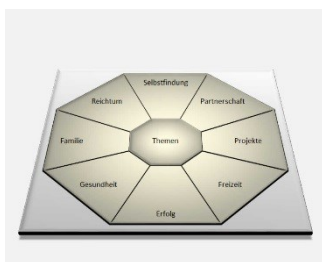 Selbstfindung
Reichtum
Partnerschaft
Familie
Themen
Projekte
Gesundheit
Freizeit
Erfolg